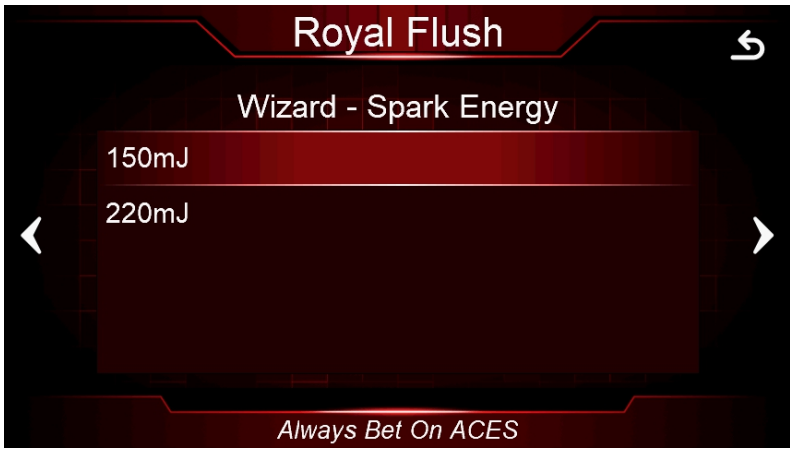 Royal Flush
Wizard - Spark Energy
150mJ
220mJ
Always Bet On ACES